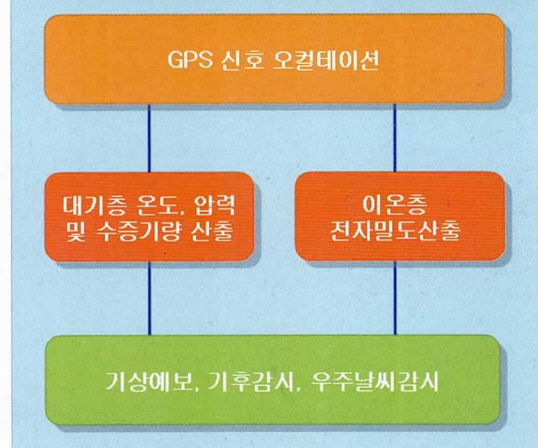 GPS 신호 오컬테이션
대기층 온도, 압력
및 수증기량 산출
이온층
전자밀도산출
기상예보, 기후감시, 우주날씨감시